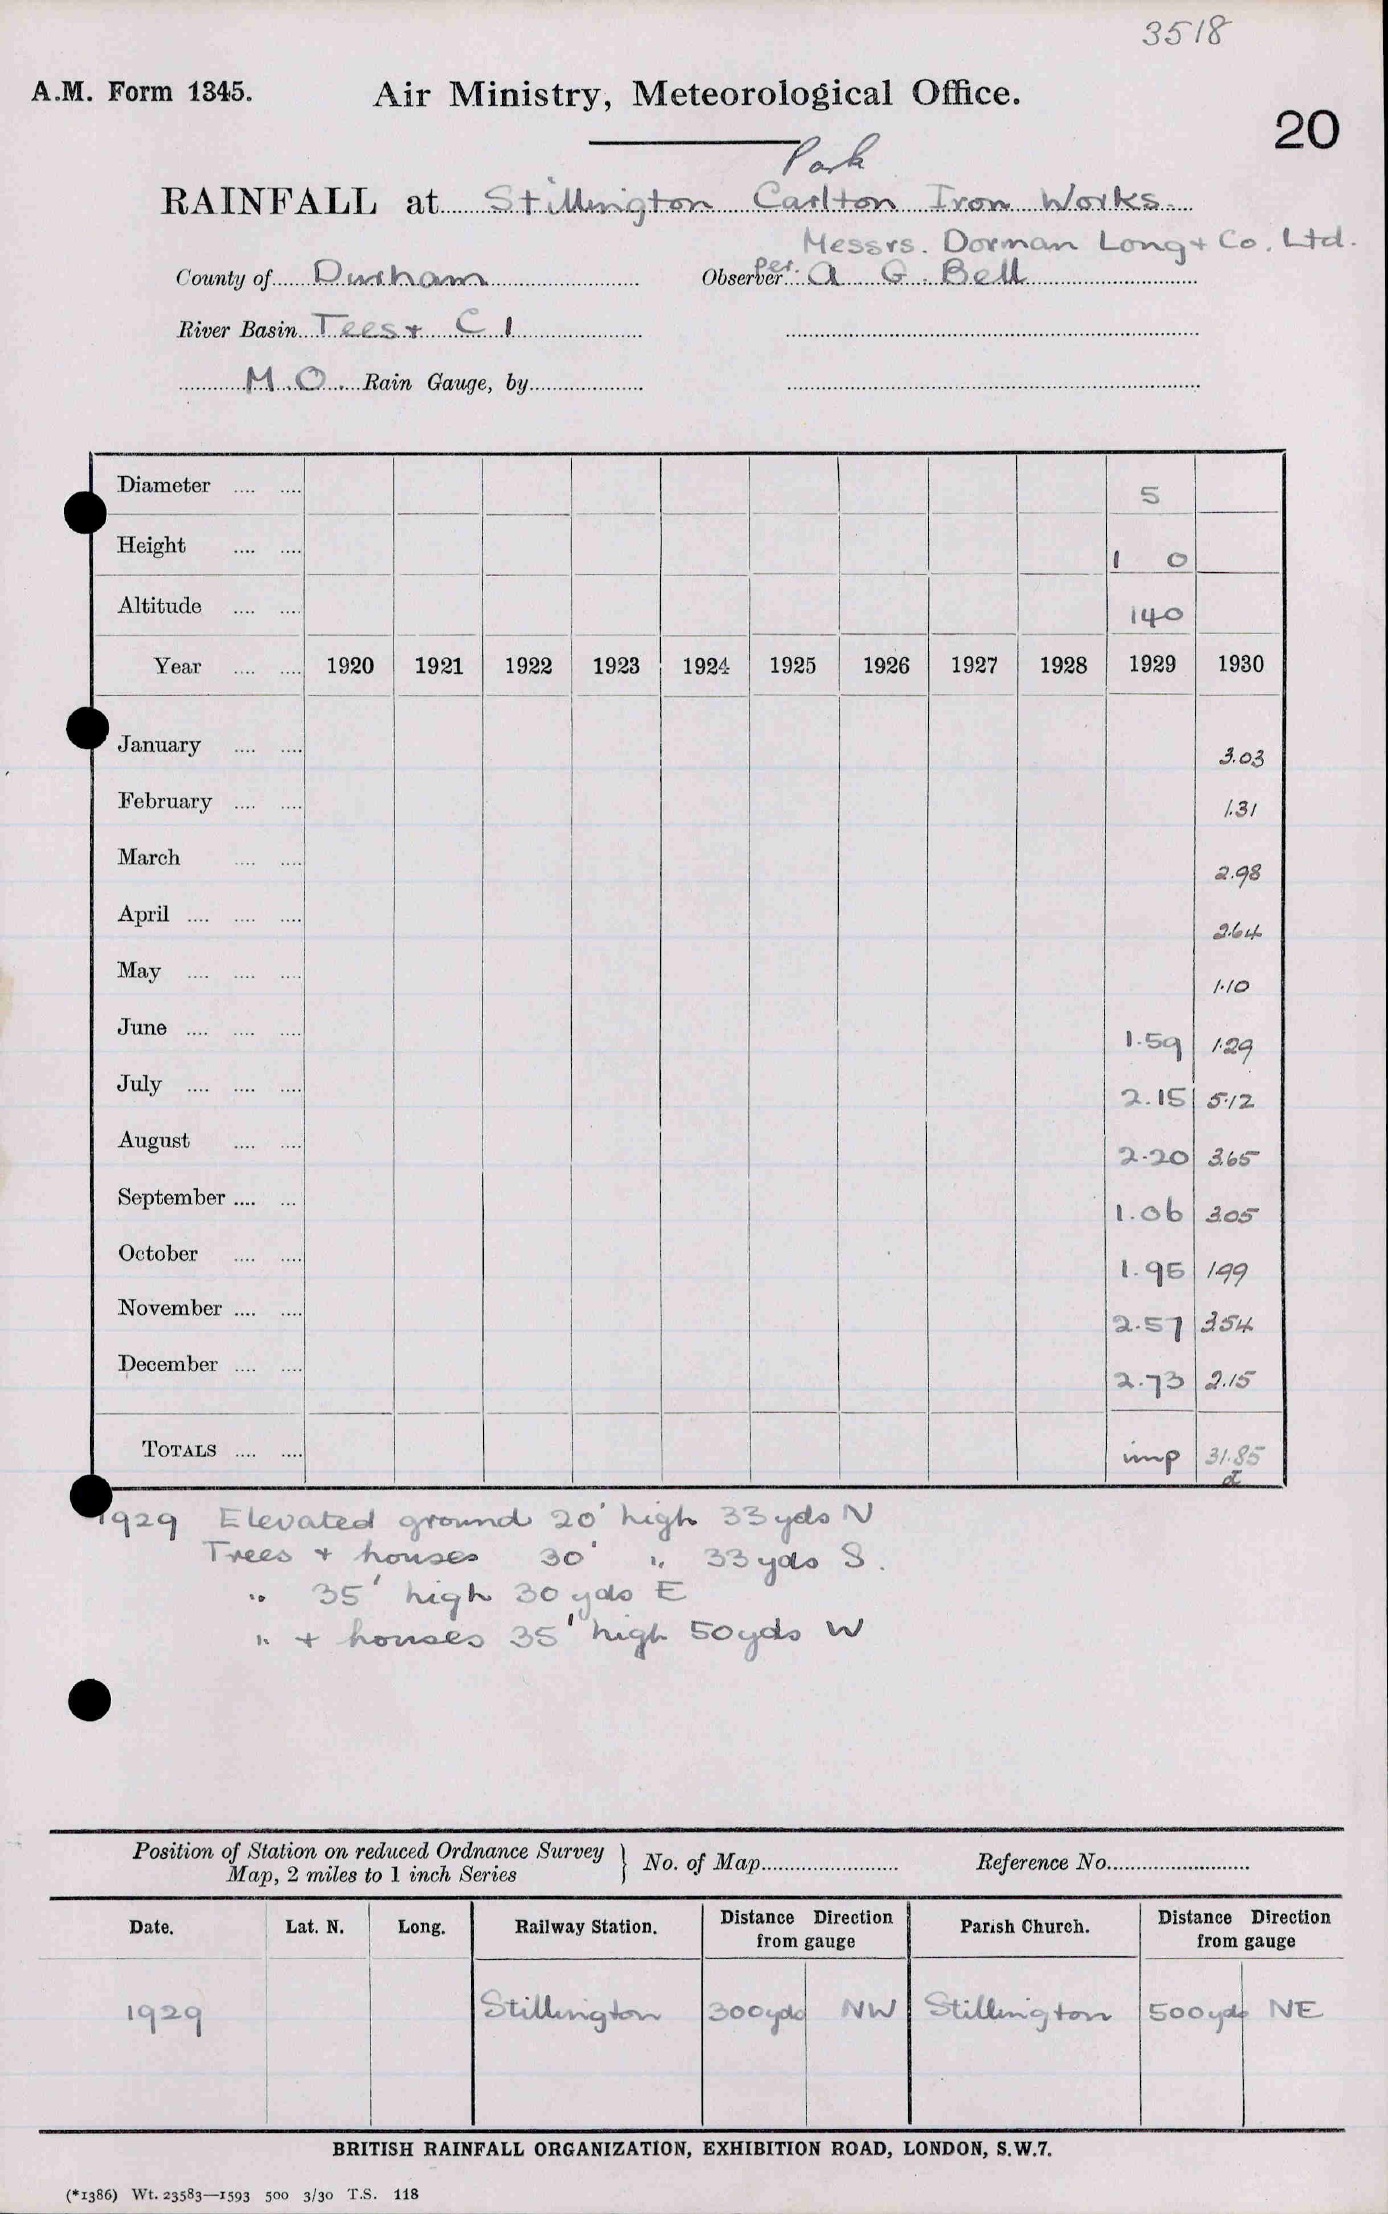 3518
A.M. Form 1345.
Air Ministry, Meteorological Office.
20
Park
RAINFALL at Stillington Carlton Iron Works.
Messrs. Dorman Long & Co. Ltd.
County of Durham Observer per. A G Bell
River Basin Tees & C 1
M.O. Rain Gauge, by
Diameter 5
Height 1 0
Altitude 140
Year 1920 1921 1922 1923 1924 1925 1926 1927 1928 1929 1930
January 3.03
February 1.31
March 2.98
April 2.64
May 1.10
June 1.59 1.29
July 2.15 5.12
August 2.20 3.65
September 1.06 3.05
October 1.95 1.99
November 2.57 3.54
December 2.73 2.15
TOTALS imp 31.85
1929 Elevated ground 20' high 33 yds N
Trees + houses 30' " 33 yds S.
" 35' high 30 yds E
" + houses 35' high 50 yds W
Position of Station on reduced Ordnance Survey
Map, 2 miles to 1 inch Series
No. of Map
Reference No.
Date. Lat. N. Long. Railway Station. Distance Direction from gauge Parish Church. Distance Direction from gauge
1929 Stillington 300 yds NW Stillington 500 yds NE
BRITISH RAINFALL ORGANIZATION, EXHIBITION ROAD, LONDON, S.W.7.
(*1386) Wt. 23583—1593 500 3/30 T.S. 118